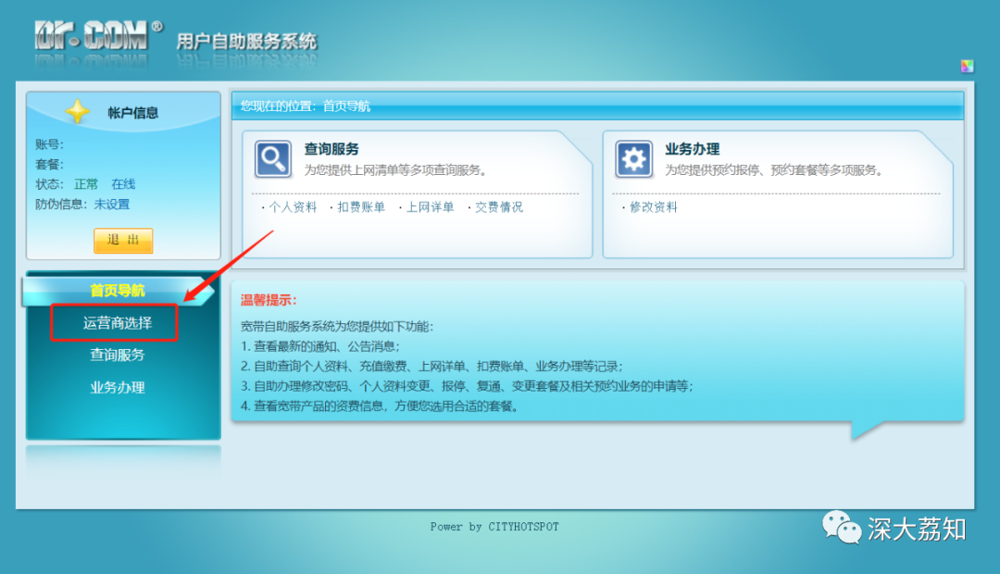 Dr.COM® 用户自助服务系统
帐户信息
账号:
套餐:
状态: 正常 在线
防伪信息: 未设置
退 出
首页导航
运营商选择
查询服务
业务办理
您现在的位置: 首页导航
查询服务
为您提供上网清单等多项查询服务。
·个人资料 ·扣费账单 ·上网详单 ·交费情况
业务办理
为您提供预约报停、预约套餐等多项服务。
·修改资料
温馨提示:
宽带自助服务系统为您提供如下功能:
1. 查看最新的通知、公告消息;
2. 自助查询个人资料、充值缴费、上网详单、扣费账单、业务办理等记录;
3. 自助办理修改密码、个人资料变更、报停、复通、变更套餐及相关预约业务的申请等;
4. 查看宽带产品的资费信息，方便您选用合适的套餐。
Power by CITYHOTSPOT
深大荔知